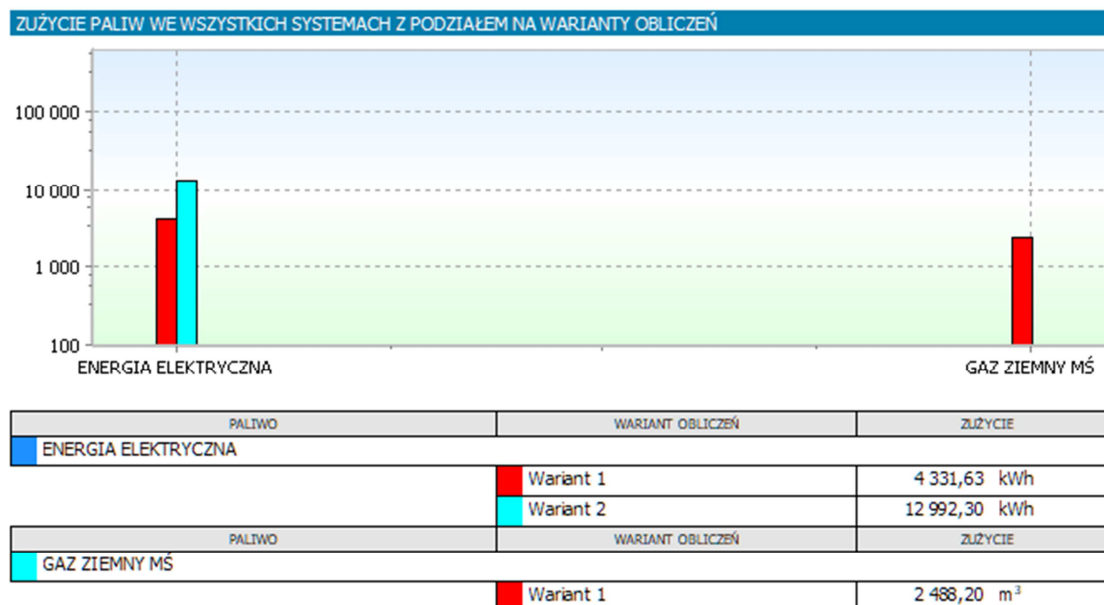 ZUŻYCIE PALIW WE WSZYSTKICH SYSTEMACH Z PODZIAŁEM NA WARIANTY OBLICZEŃ
100 000
10 000
1 000
100
ENERGIA ELEKTRYCZNA GAZ ZIEMNY MŚ
PALIWO WARIANT OBLICZEŃ ZUŻYCIE
ENERGIA ELEKTRYCZNA
Wariant 1 4 331,63 kWh
Wariant 2 12 992,30 kWh
PALIWO WARIANT OBLICZEŃ ZUŻYCIE
GAZ ZIEMNY MŚ
Wariant 1 2 488,20 m³